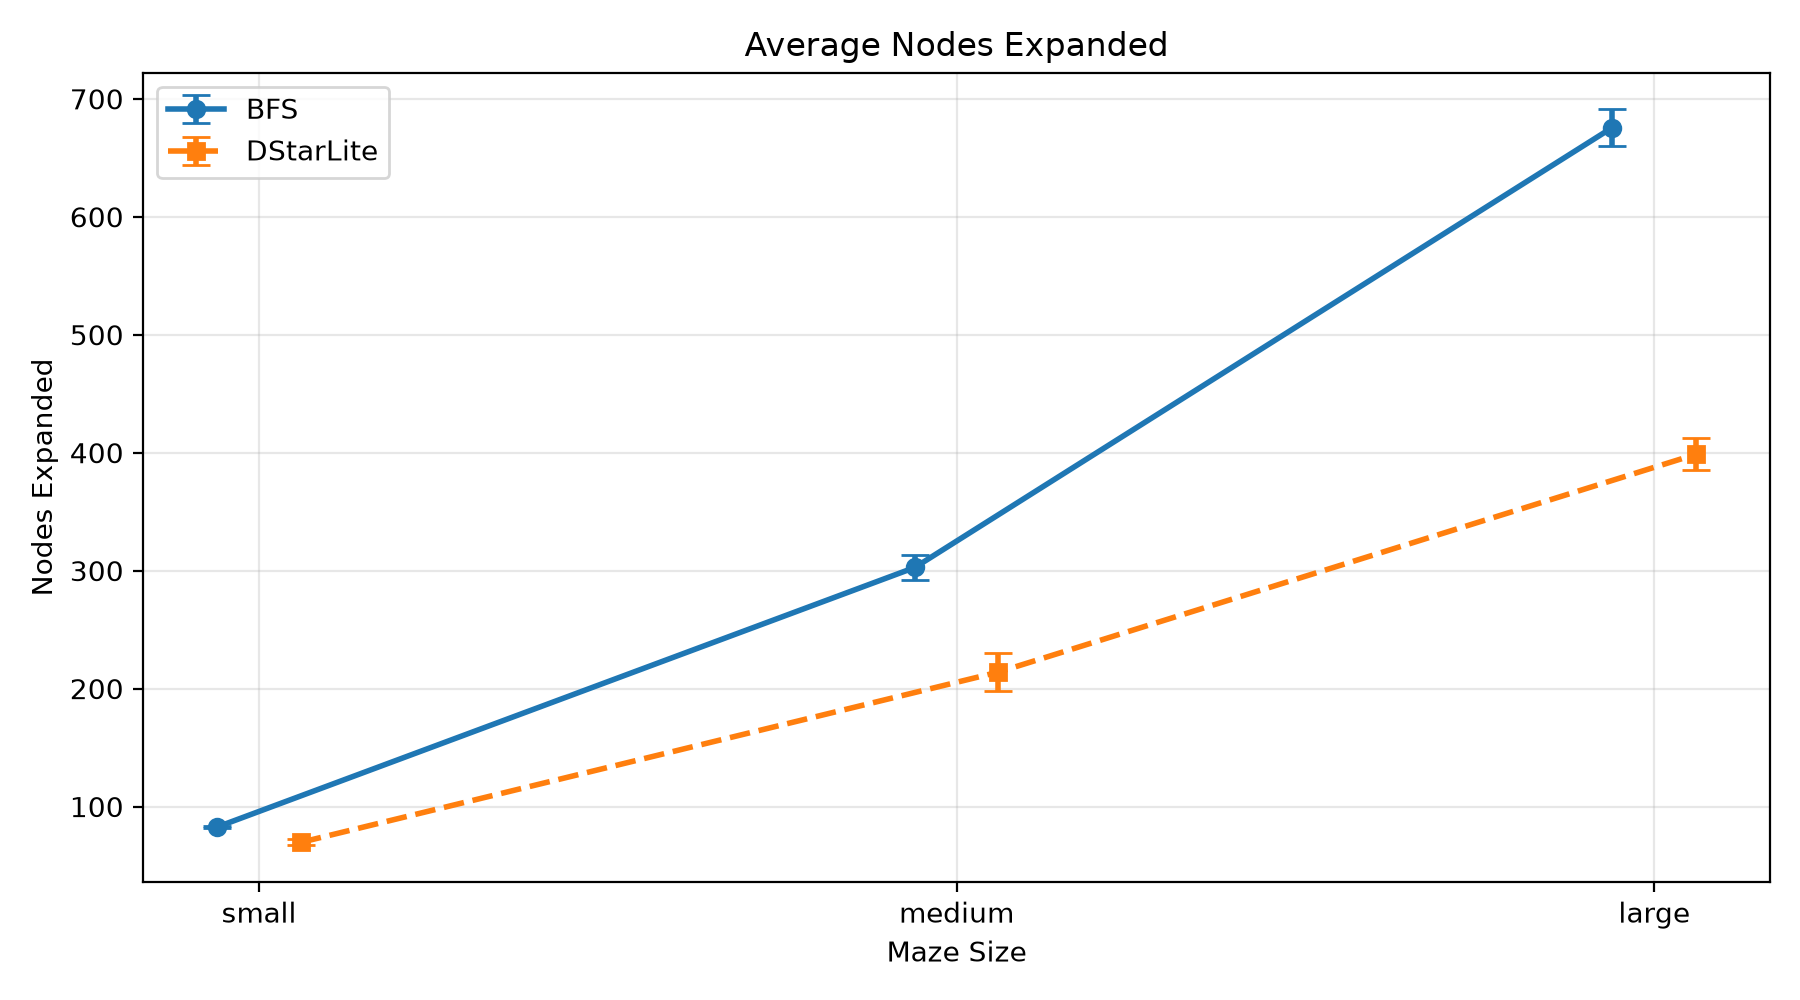 Average Nodes Expanded
BFS
DStarLite
700
600
500
400
300
200
100
Nodes Expanded
small
medium
large
Maze Size